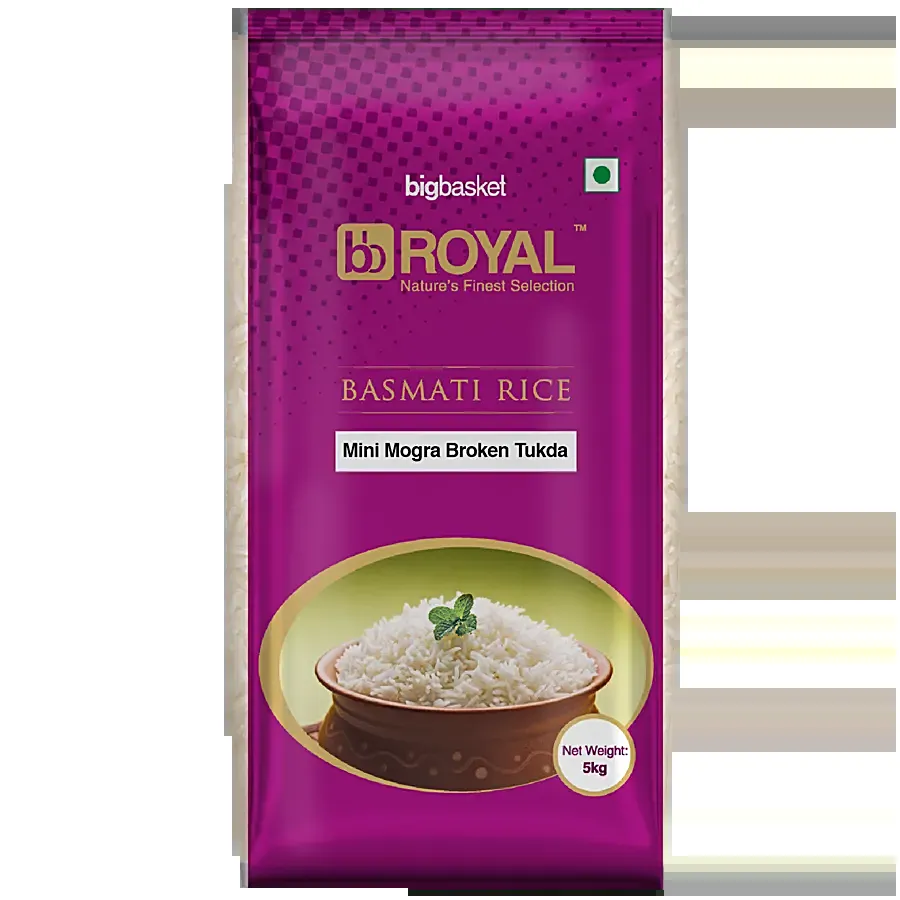 bigbasket
bb ROYAL™
Nature's Finest Selection
BASMATI RICE
Mini Mogra Broken Tukda
Net Weight:
5kg